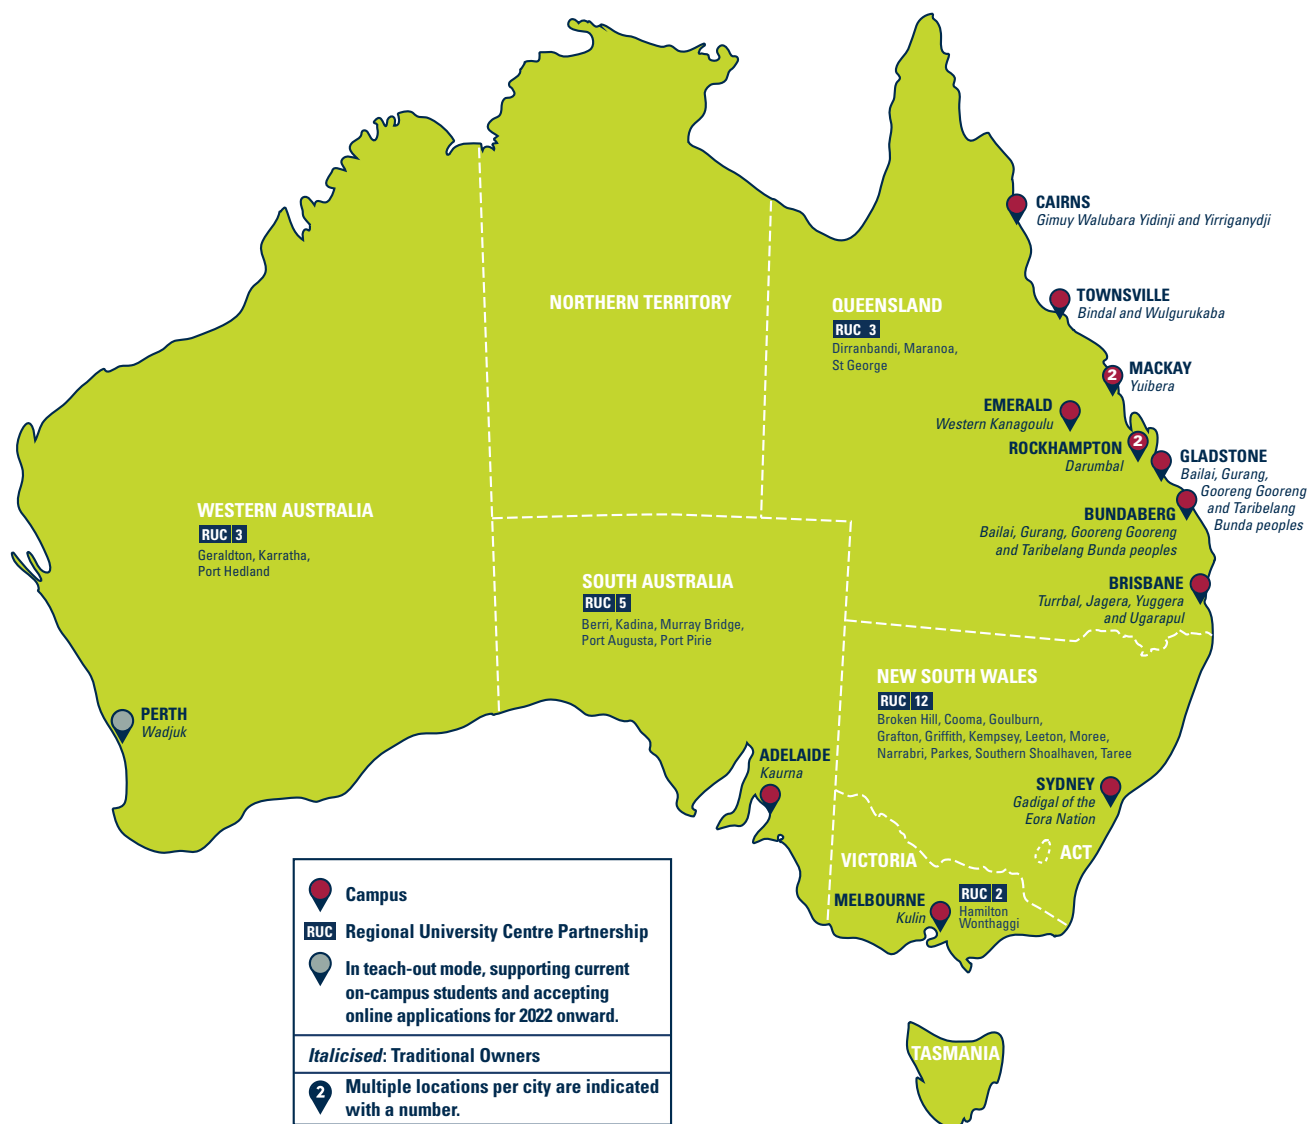 CAIRNS
Gimuy Walubara Yidinji and Yirriganydji
TOWNSVILLE
Bindal and Wulgurukaba
NORTHERN TERRITORY
QUEENSLAND
RUC 3
Dirranbandi, Maranoa,
St George
2
MACKAY
Yuibera
EMERALD
Western Kanagoulu
ROCKHAMPTON
Darumbal
2
GLADSTONE
Bailai, Gurang,
Gooreng Gooreng
and Taribelang
Bunda peoples
BUNDABERG
Bailai, Gurang, Gooreng Gooreng
and Taribelang Bunda peoples
WESTERN AUSTRALIA
RUC 3
Geraldton, Karratha,
Port Hedland
SOUTH AUSTRALIA
RUC 5
Berri, Kadina, Murray Bridge,
Port Augusta, Port Pirie
BRISBANE
Turrbal, Jagera, Yuggera
and Ugarapul
NEW SOUTH WALES
RUC 12
Broken Hill, Cooma, Goulburn,
Grafton, Griffith, Kempsey, Leeton, Moree,
Narrabri, Parkes, Southern Shoalhaven, Taree
PERTH
Wadjuk
ADELAIDE
Kaurna
SYDNEY
Gadigal of the
Eora Nation
ACT
VICTORIA
MELBOURNE
Kulin
RUC 2
Hamilton
Wonthaggi
TASMANIA
Campus
RUC Regional University Centre Partnership
In teach-out mode, supporting current
on-campus students and accepting
online applications for 2022 onward.
Italicised: Traditional Owners
2 Multiple locations per city are indicated
with a number.